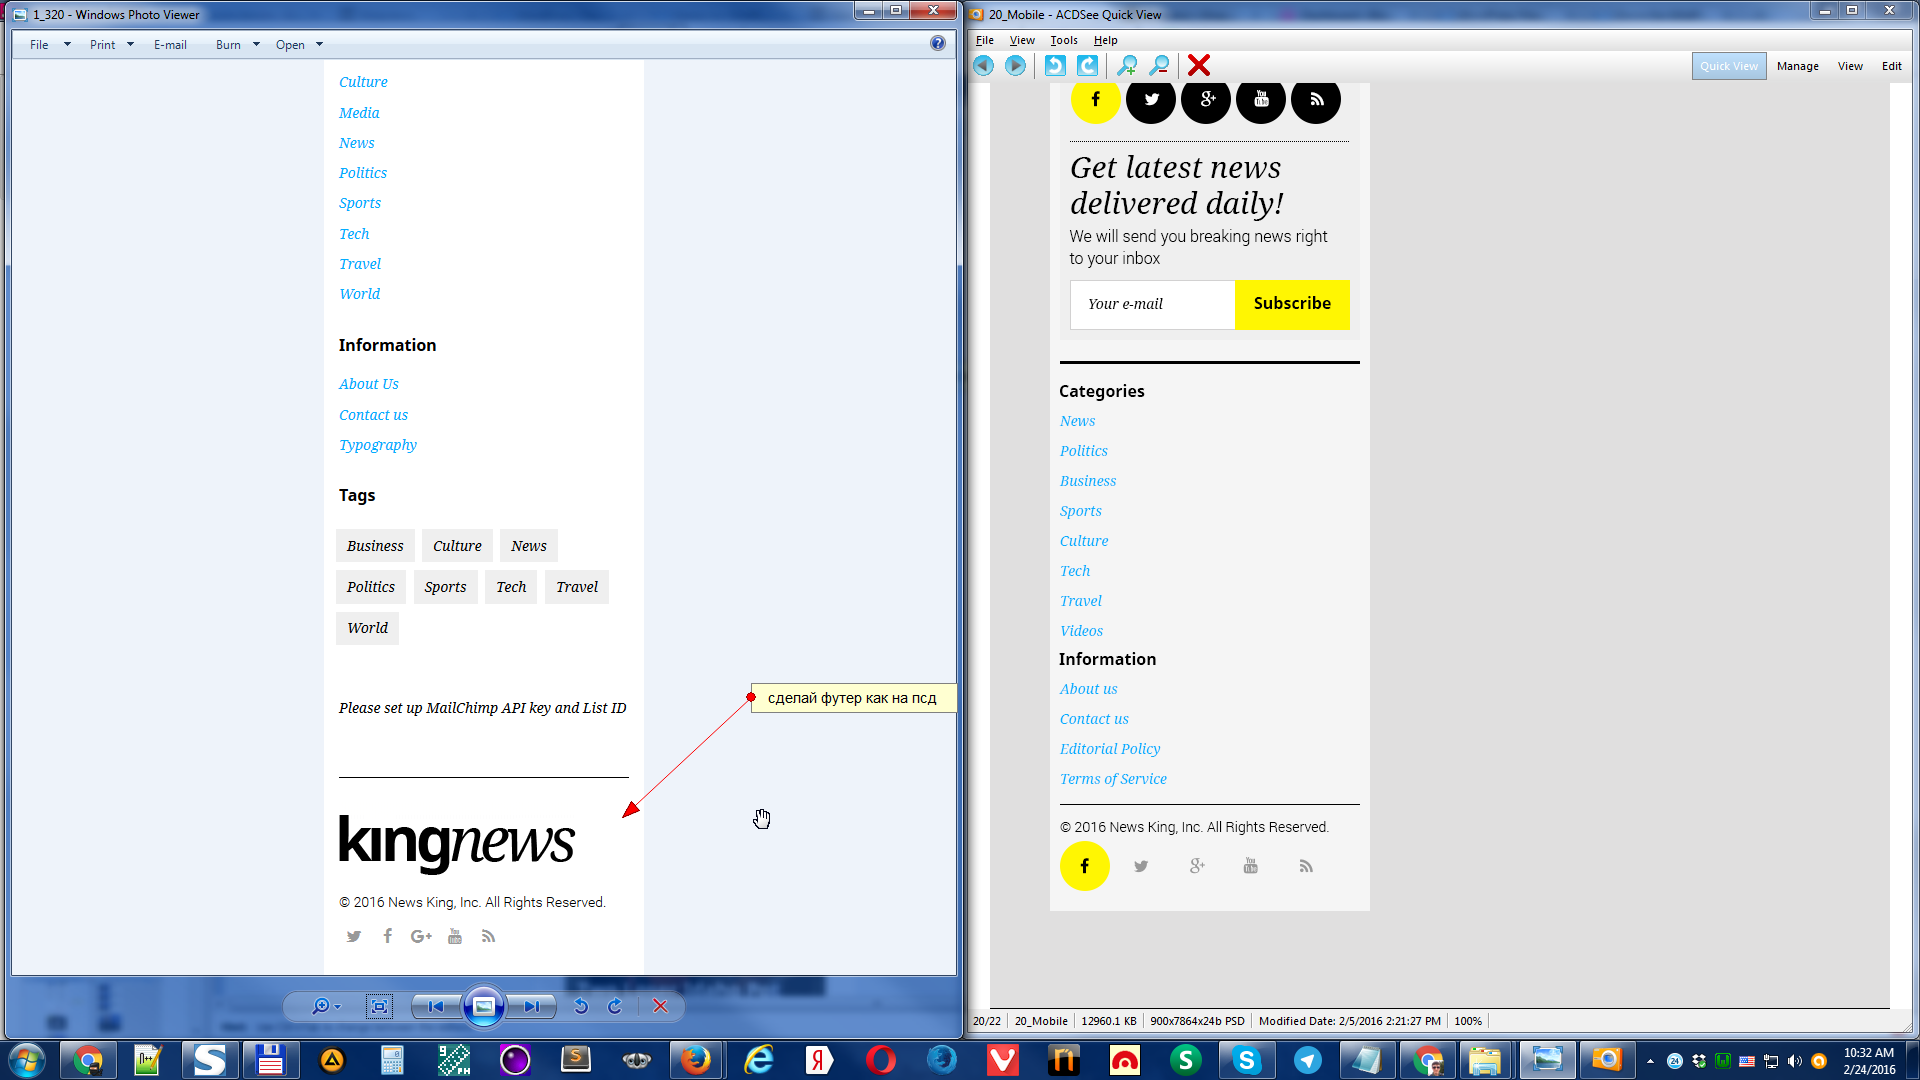 1_320 - Windows Photo Viewer
File Print E-mail Burn Open
Culture
Media
News
Politics
Sports
Tech
Travel
World
Information
About Us
Contact us
Typography
Tags
Business Culture News
Politics Sports Tech Travel
World
Please set up MailChimp API key and List ID
сделай футер как на псд
kingnews
© 2016 News King, Inc. All Rights Reserved.
20_Mobile - ACDSee Quick View
File View Tools Help
Quick View Manage View Edit
Get latest news
delivered daily!
We will send you breaking news right
to your inbox
Your e-mail Subscribe
Categories
News
Politics
Business
Sports
Culture
Tech
Travel
Videos
Information
About us
Contact us
Editorial Policy
Terms of Service
© 2016 News King, Inc. All Rights Reserved.
20/22 20_Mobile 12960.1 KB 900x7864x24b PSD Modified Date: 2/5/2016 2:21:27 PM 100%
10:32 AM
2/24/2016